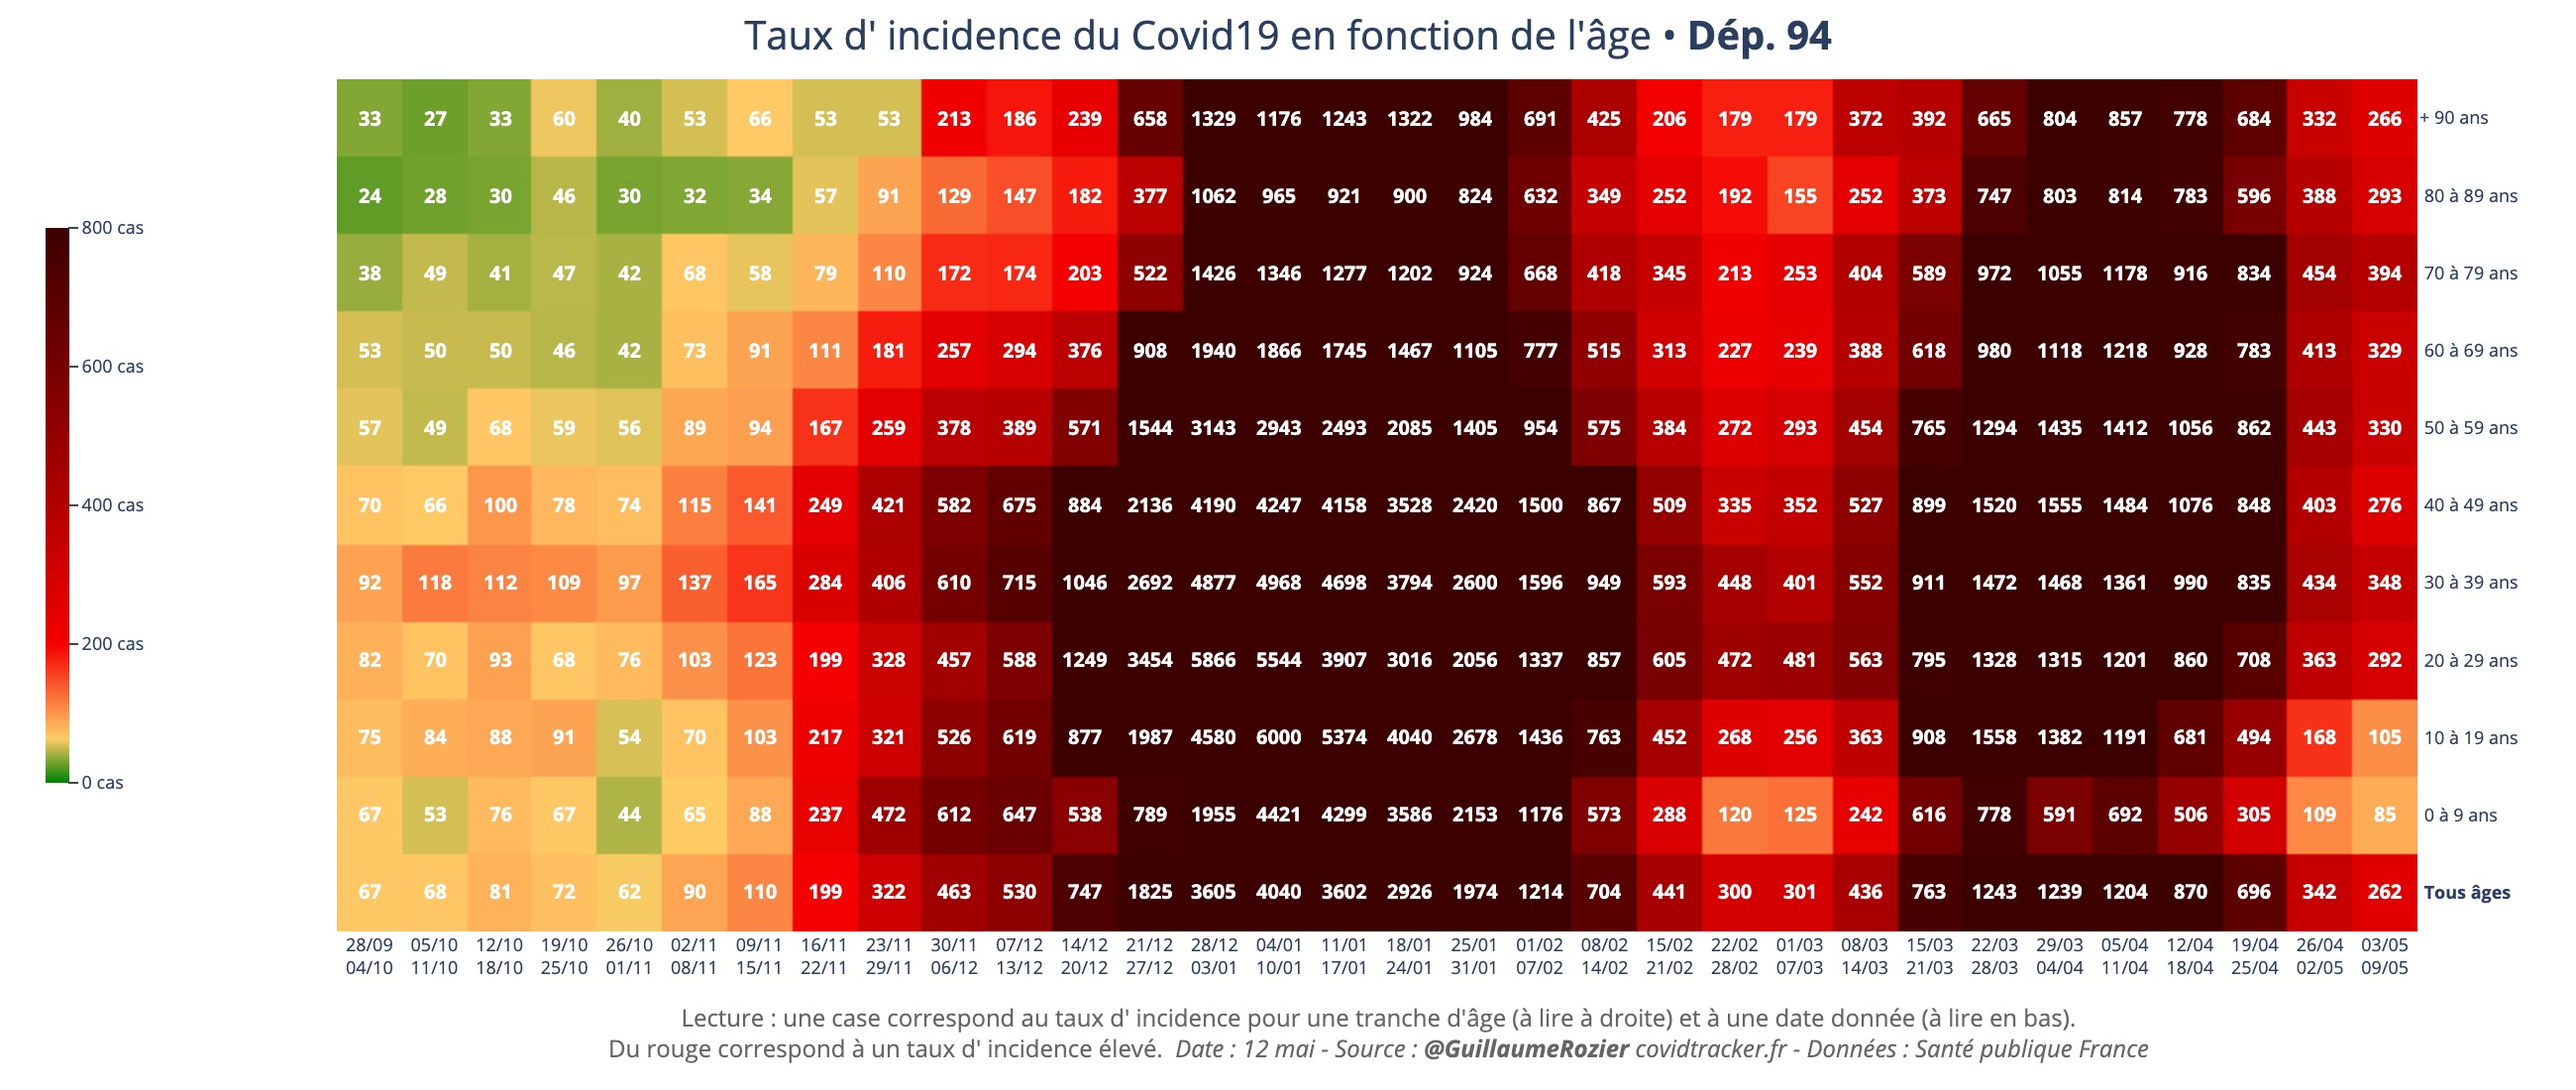 Taux d' incidence du Covid19 en fonction de l'âge • Dép. 94
33 27 33 60 40 53 66 53 53 213 186 239 658 1329 1176 1243 1322 984 691 425 206 179 179 372 392 665 804 857 778 684 332 266 + 90 ans
24 28 30 46 30 32 34 57 91 129 147 182 377 1062 965 921 900 824 632 349 252 192 155 252 373 747 803 814 783 596 388 293 80 à 89 ans
800 cas
38 49 41 47 42 68 58 79 110 172 174 203 522 1426 1346 1277 1202 924 668 418 345 213 253 404 589 972 1055 1178 916 834 454 394 70 à 79 ans
53 50 50 46 42 73 91 111 181 257 294 376 908 1940 1866 1745 1467 1105 777 515 313 227 239 388 618 980 1118 1218 928 783 413 329 60 à 69 ans
600 cas
57 49 68 59 56 89 94 167 259 378 389 571 1544 3143 2943 2493 2085 1405 954 575 384 272 293 454 765 1294 1435 1412 1056 862 443 330 50 à 59 ans
400 cas
70 66 100 78 74 115 141 249 421 582 675 884 2136 4190 4247 4158 3528 2420 1500 867 509 335 352 527 899 1520 1555 1484 1076 848 403 276 40 à 49 ans
92 118 112 109 97 137 165 284 406 610 715 1046 2692 4877 4968 4698 3794 2600 1596 949 593 448 401 552 911 1472 1468 1361 990 835 434 348 30 à 39 ans
200 cas
82 70 93 68 76 103 123 199 328 457 588 1249 3454 5866 5544 3907 3016 2056 1337 857 605 472 481 563 795 1328 1315 1201 860 708 363 292 20 à 29 ans
75 84 88 91 54 70 103 217 321 526 619 877 1987 4580 6000 5374 4040 2678 1436 763 452 268 256 363 908 1558 1382 1191 681 494 168 105 10 à 19 ans
0 cas
67 53 76 67 44 65 88 237 472 612 647 538 789 1955 4421 4299 3586 2153 1176 573 288 120 125 242 616 778 591 692 506 305 109 85 0 à 9 ans
67 68 81 72 62 90 110 199 322 463 530 747 1825 3605 4040 3602 2926 1974 1214 704 441 300 301 436 763 1243 1239 1204 870 696 342 262 Tous âges
28/09 05/10 12/10 19/10 26/10 02/11 09/11 16/11 23/11 30/11 07/12 14/12 21/12 28/12 04/01 11/01 18/01 25/01 01/02 08/02 15/02 22/02 01/03 08/03 15/03 22/03 29/03 05/04 12/04 19/04 26/04 03/05
04/10 11/10 18/10 25/10 01/11 08/11 15/11 22/11 29/11 06/12 13/12 20/12 27/12 03/01 10/01 17/01 24/01 31/01 07/02 14/02 21/02 28/02 07/03 14/03 21/03 28/03 04/04 11/04 18/04 25/04 02/05 09/05
Lecture : une case correspond au taux d' incidence pour une tranche d'âge (à lire à droite) et à une date donnée (à lire en bas).
Du rouge correspond à un taux d' incidence élevé. Date : 12 mai - Source : @GuillaumeRozier covidtracker.fr - Données : Santé publique France